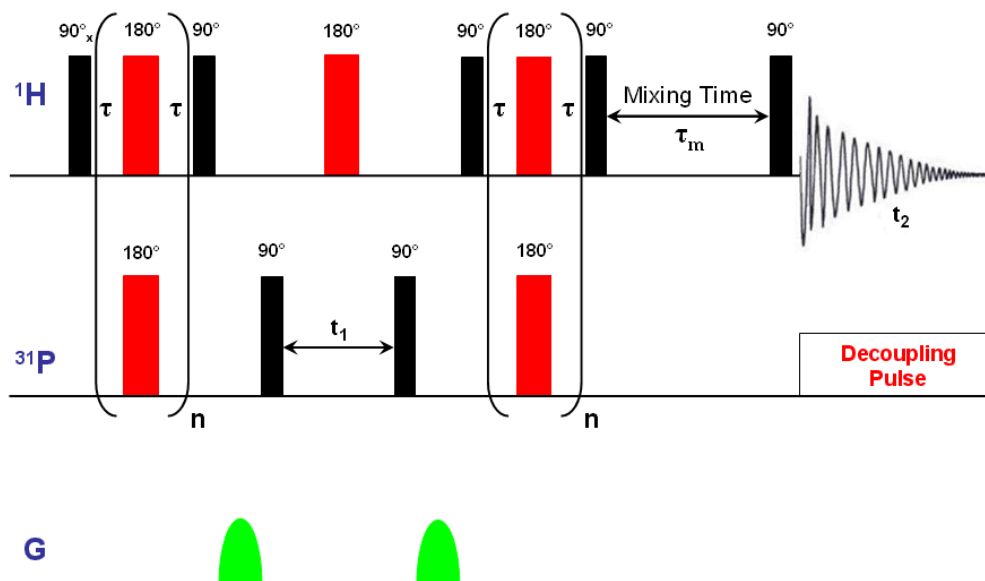 90°x 180° 90° 180° 90° 180° 90° 90°
¹H τ τ τ τ Mixing Time
τm
t2
180° 90° 90° 180°
t1
³¹P Decoupling
Pulse
n n
G